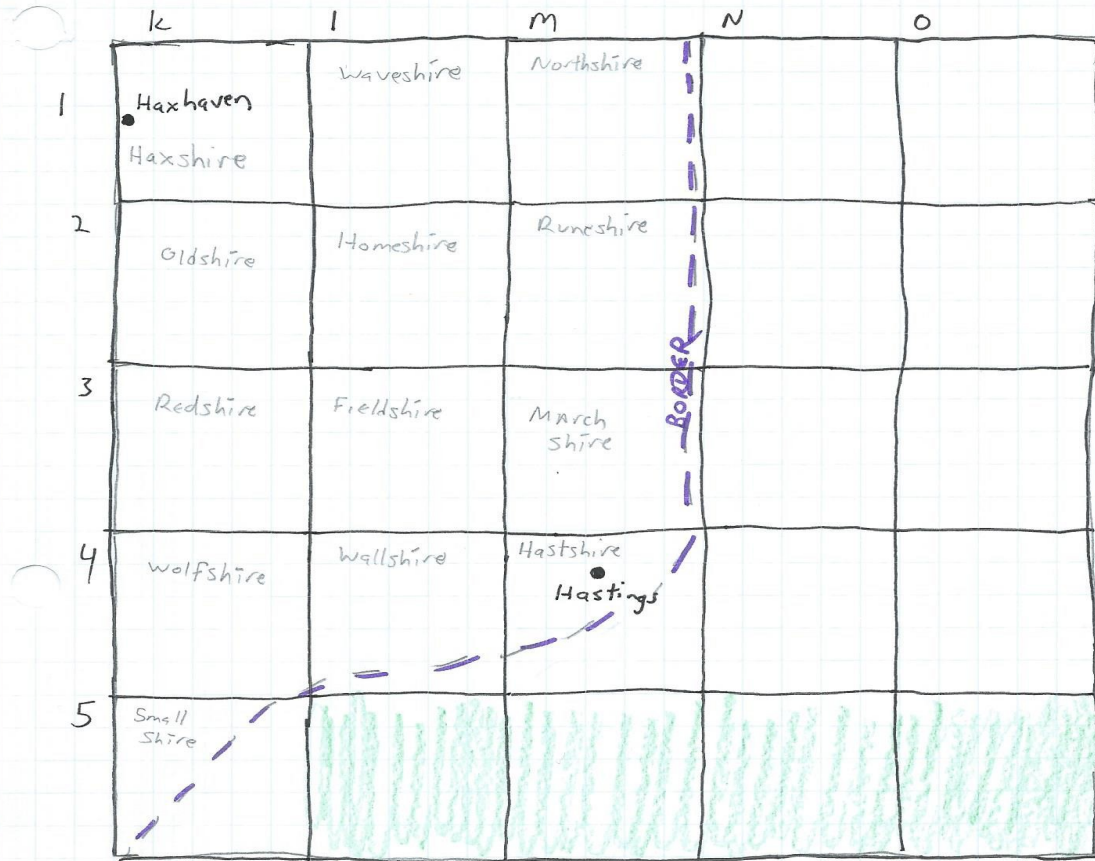 K l M N O
1
Haxhaven
Haxshire
Waveshire
Northshire
2
Oldshire
Homeshire
Runeshire
BORDER
3
Redshire
Fieldshire
MArch
shire
4
Wolfshire
Wallshire
Hastshire
Hastings
5
Small
Shire